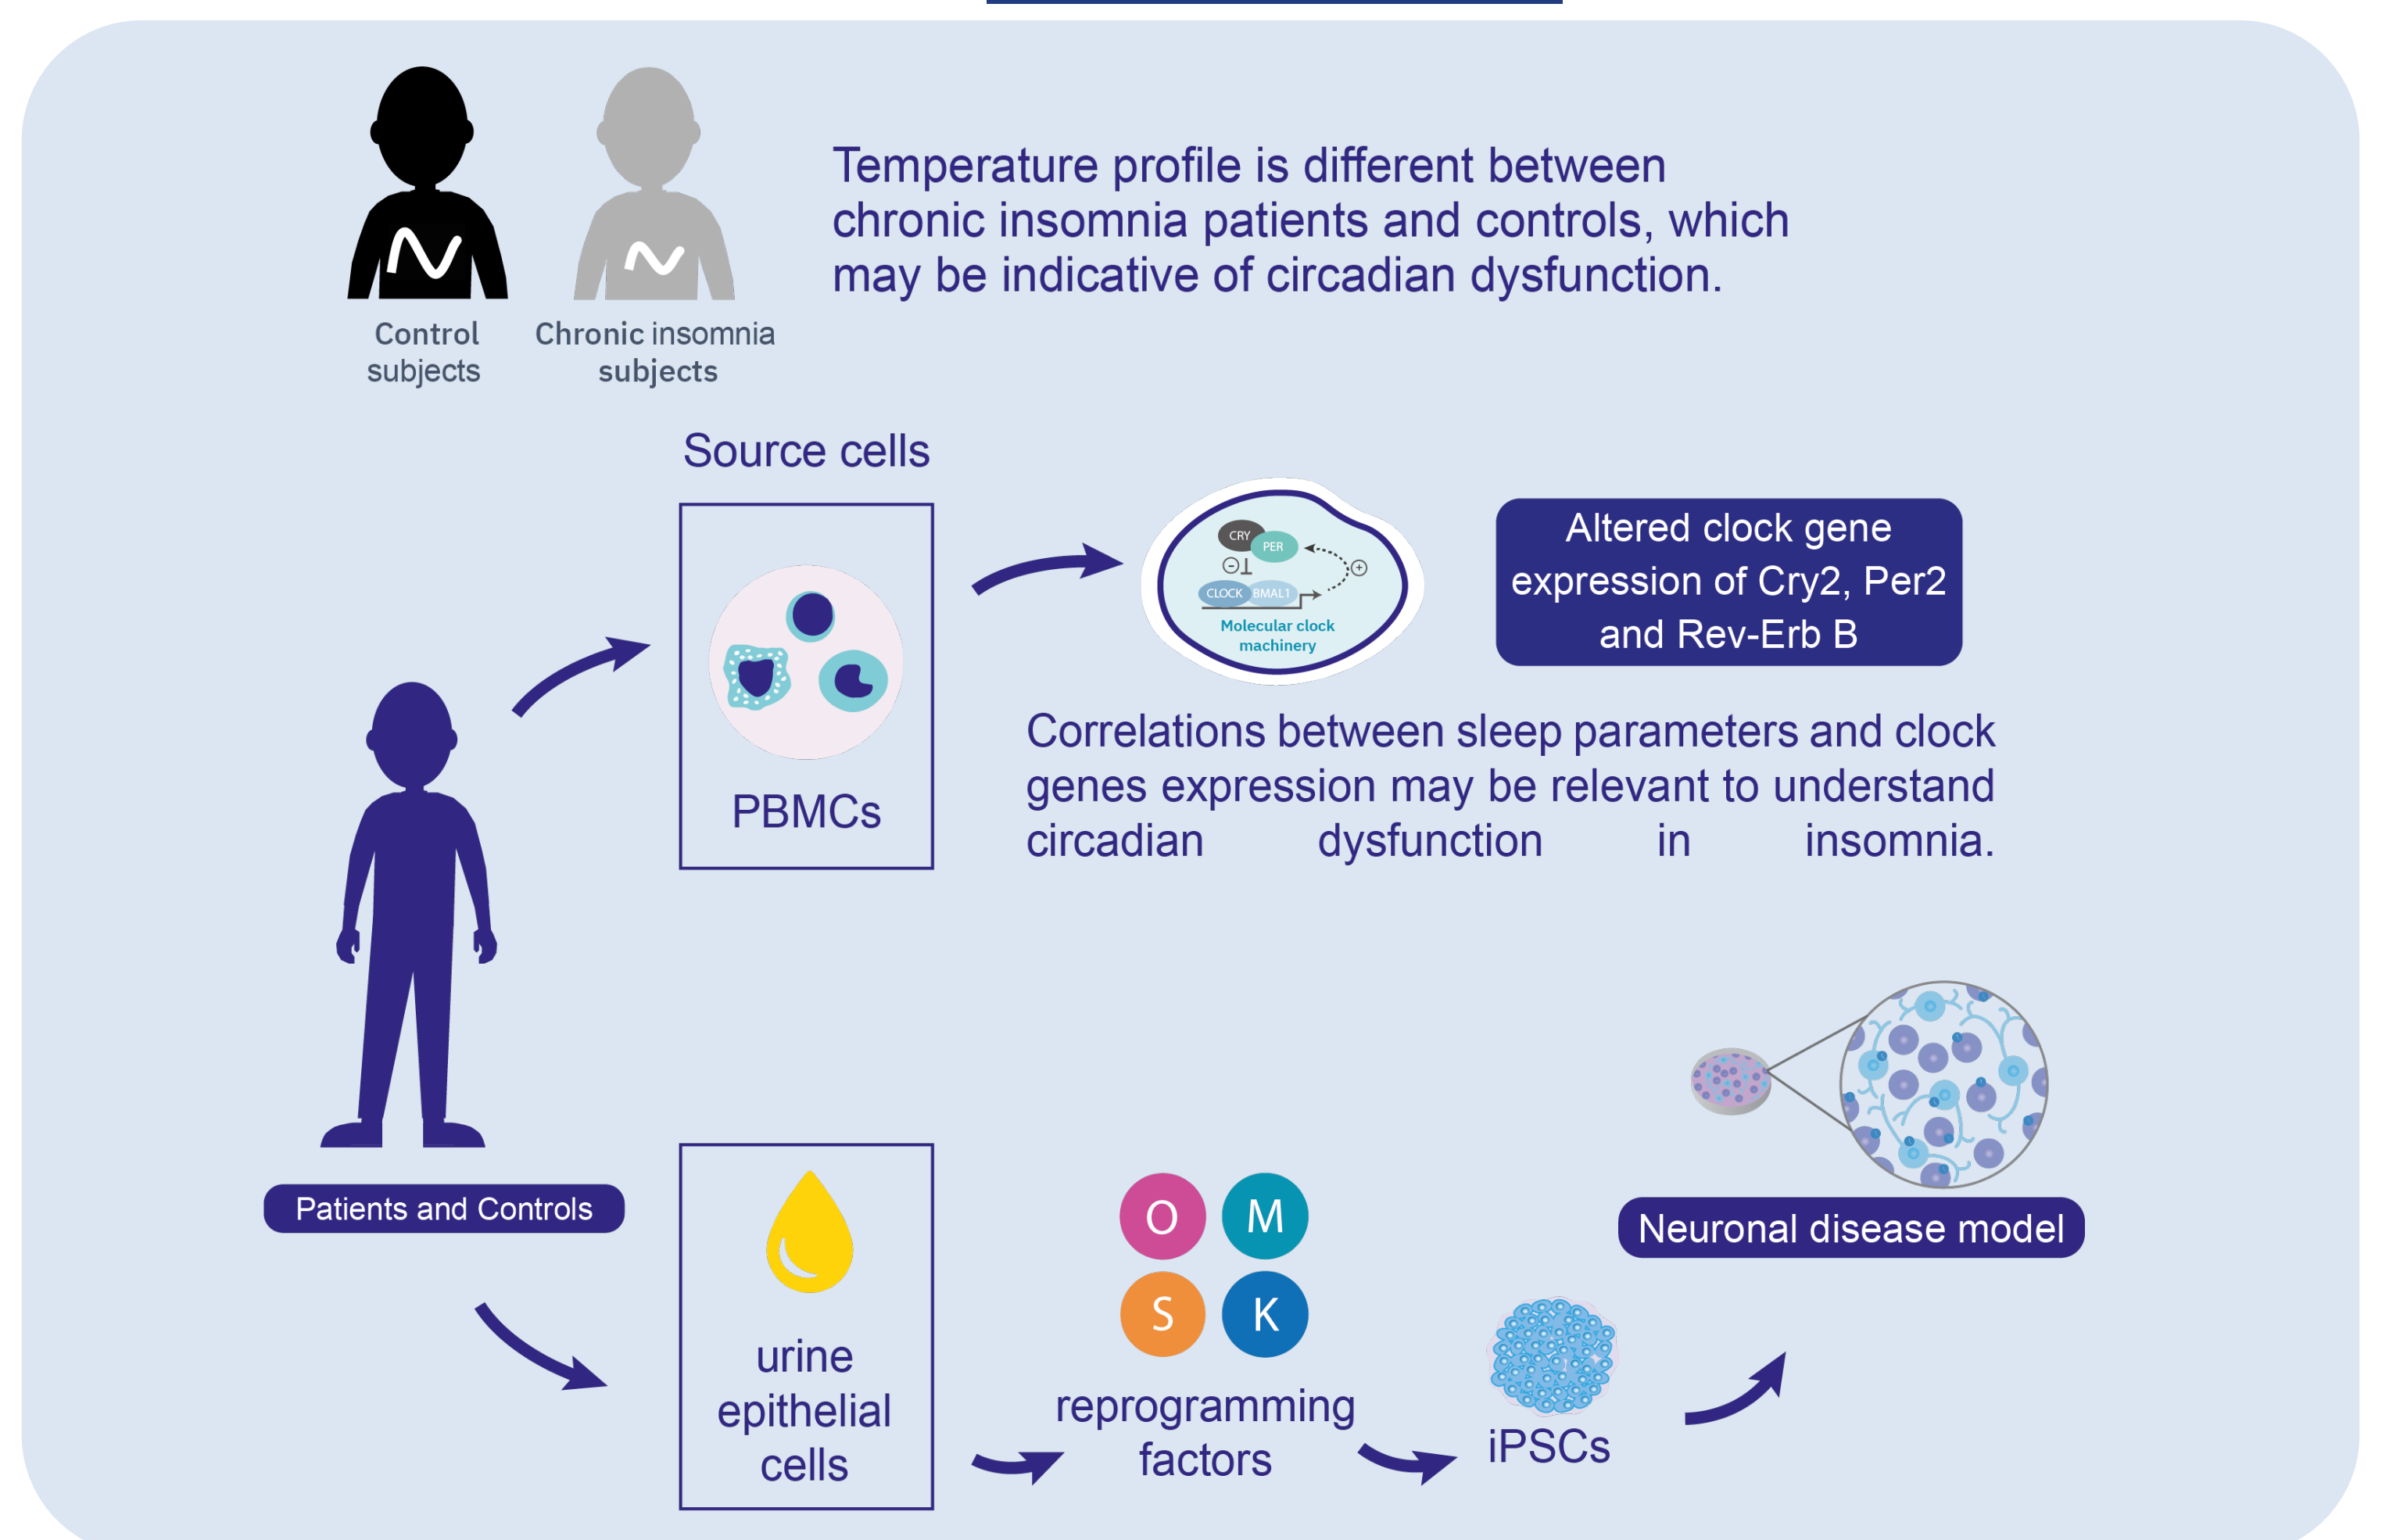 Temperature profile is different between
chronic insomnia patients and controls, which
may be indicative of circadian dysfunction.
Control
subjects
Chronic insomnia
subjects
Source cells
PBMCs
CRY
PER
-
+
CLOCK
BMAL1
Molecular clock
machinery
Altered clock gene
expression of Cry2, Per2
and Rev-Erb B
Correlations between sleep parameters and clock
genes expression may be relevant to understand
circadian dysfunction in insomnia.
Patients and Controls
urine
epithelial
cells
O
M
S
K
reprogramming
factors
iPSCs
Neuronal disease model